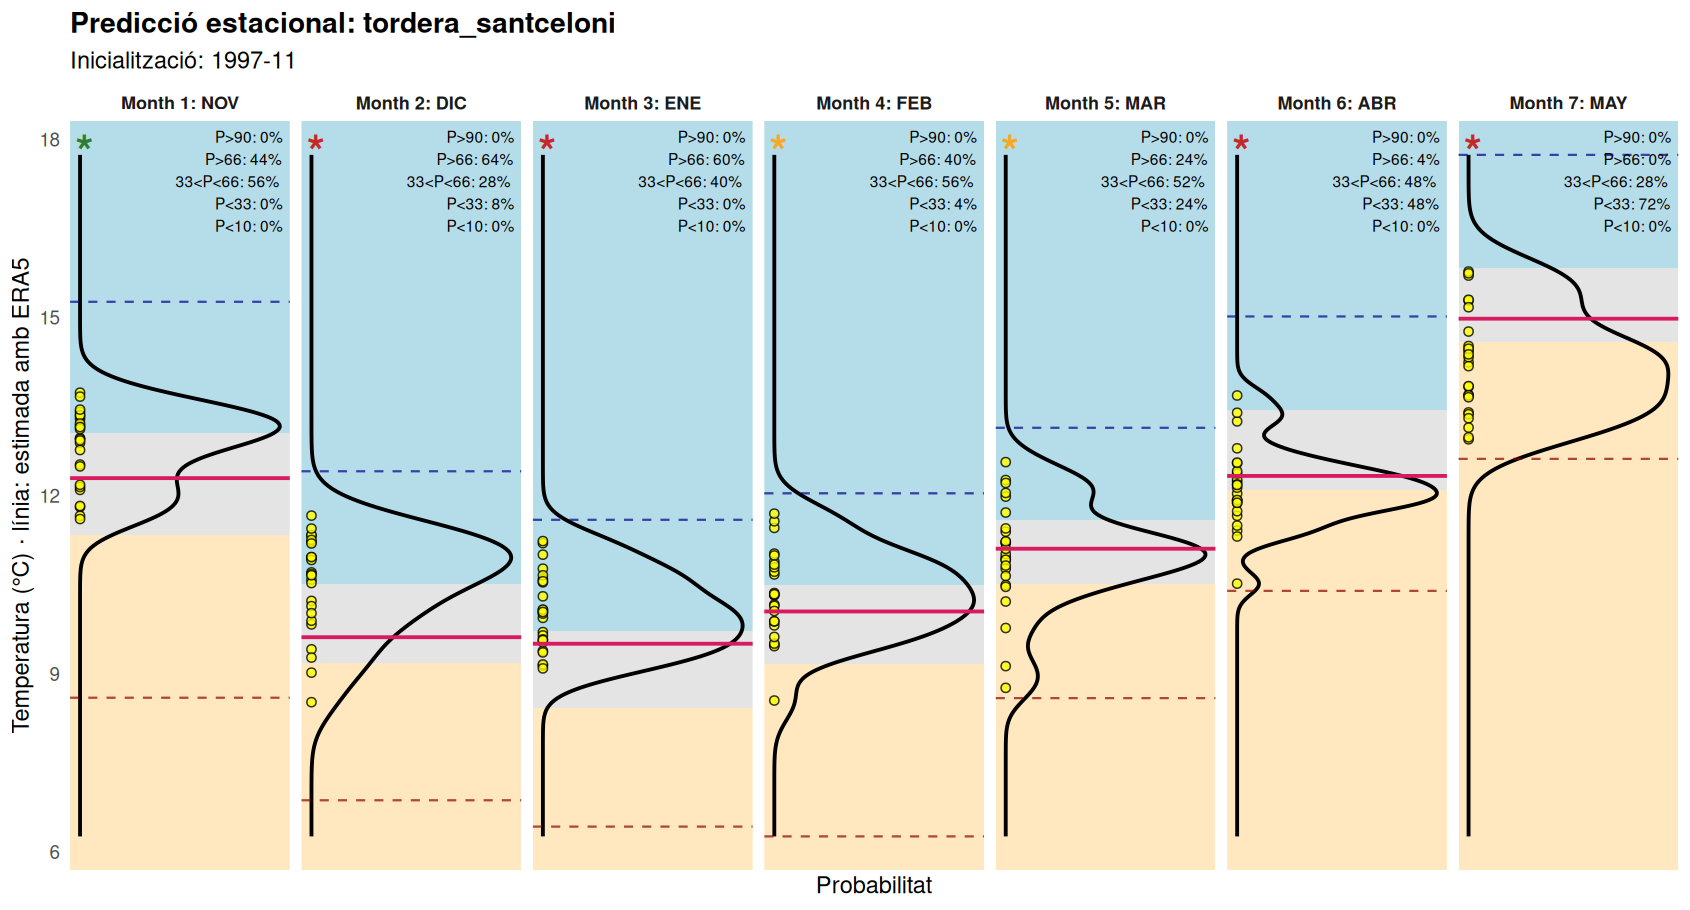 Predicció estacional: tordera_santceloni
Inicialització: 1997-11
Month 1: NOV
Month 2: DIC
Month 3: ENE
Month 4: FEB
Month 5: MAR
Month 6: ABR
Month 7: MAY
P>90: 0%
P>66: 44%
33<P<66: 56%
P<33: 0%
P<10: 0%
P>90: 0%
P>66: 64%
33<P<66: 28%
P<33: 8%
P<10: 0%
P>90: 0%
P>66: 60%
33<P<66: 40%
P<33: 0%
P<10: 0%
P>90: 0%
P>66: 40%
33<P<66: 56%
P<33: 4%
P<10: 0%
P>90: 0%
P>66: 24%
33<P<66: 52%
P<33: 24%
P<10: 0%
P>90: 0%
P>66: 4%
33<P<66: 48%
P<33: 48%
P<10: 0%
P>90: 0%
P>66: 0%
33<P<66: 28%
P<33: 72%
P<10: 0%
18
15
12
9
6
Temperatura (°C) · línia: estimada amb ERA5
Probabilitat